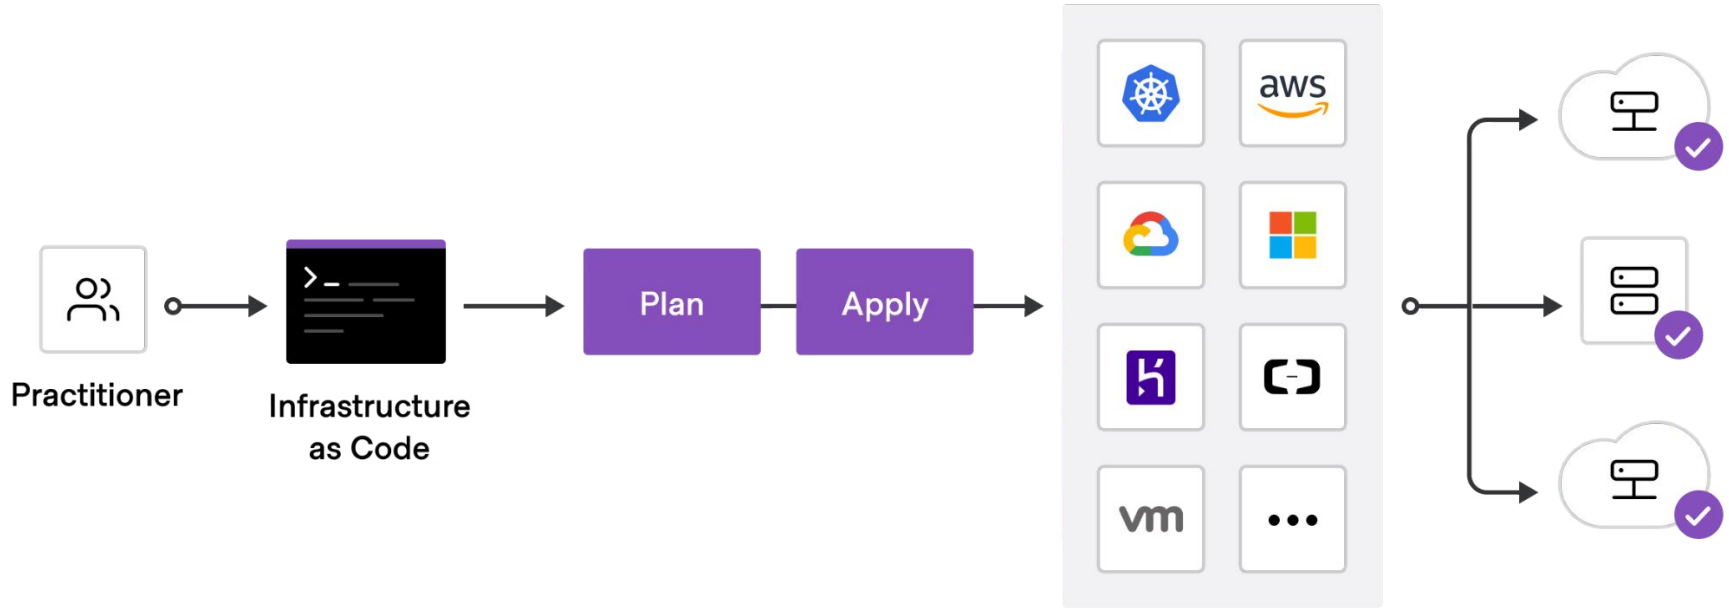 Practitioner
Infrastructure
as Code
Plan
Apply
aws
vm